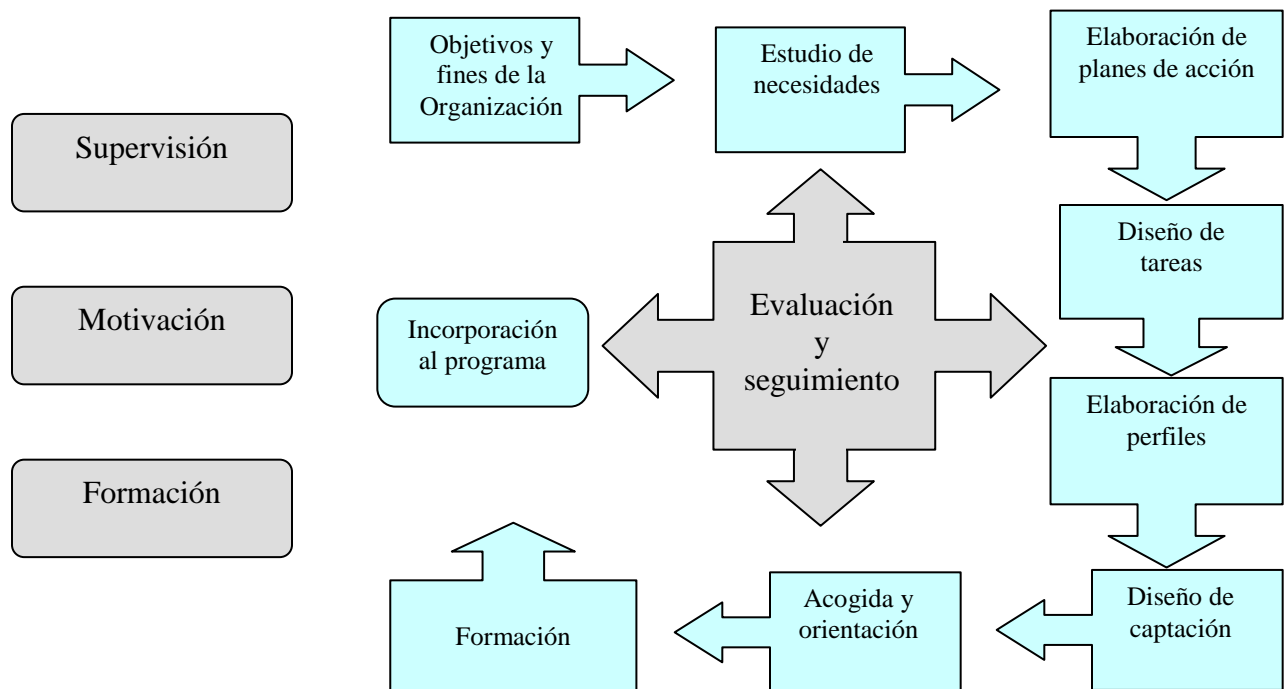 Objetivos y
fines de la
Organización
Estudio de
necesidades
Elaboración de
planes de acción
Supervisión
Diseño de
tareas
Motivación
Incorporación
al programa
Evaluación
y
seguimiento
Elaboración de
perfiles
Formación
Formación
Acogida y
orientación
Diseño de
captación